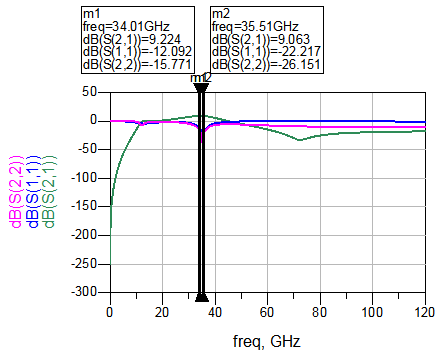 m1
freq=34.01GHz
dB(S(2,1))=9.224
dB(S(1,1))=-12.092
dB(S(2,2))=-15.771
m2
freq=35.51GHz
dB(S(2,1))=9.063
dB(S(1,1))=-22.217
dB(S(2,2))=-26.151
m1m2
50
0
-50
-100
-150
-200
-250
-300
dB(S(2,2))
dB(S(1,1))
dB(S(2,1))
0 20 40 60 80 100 120
freq, GHz